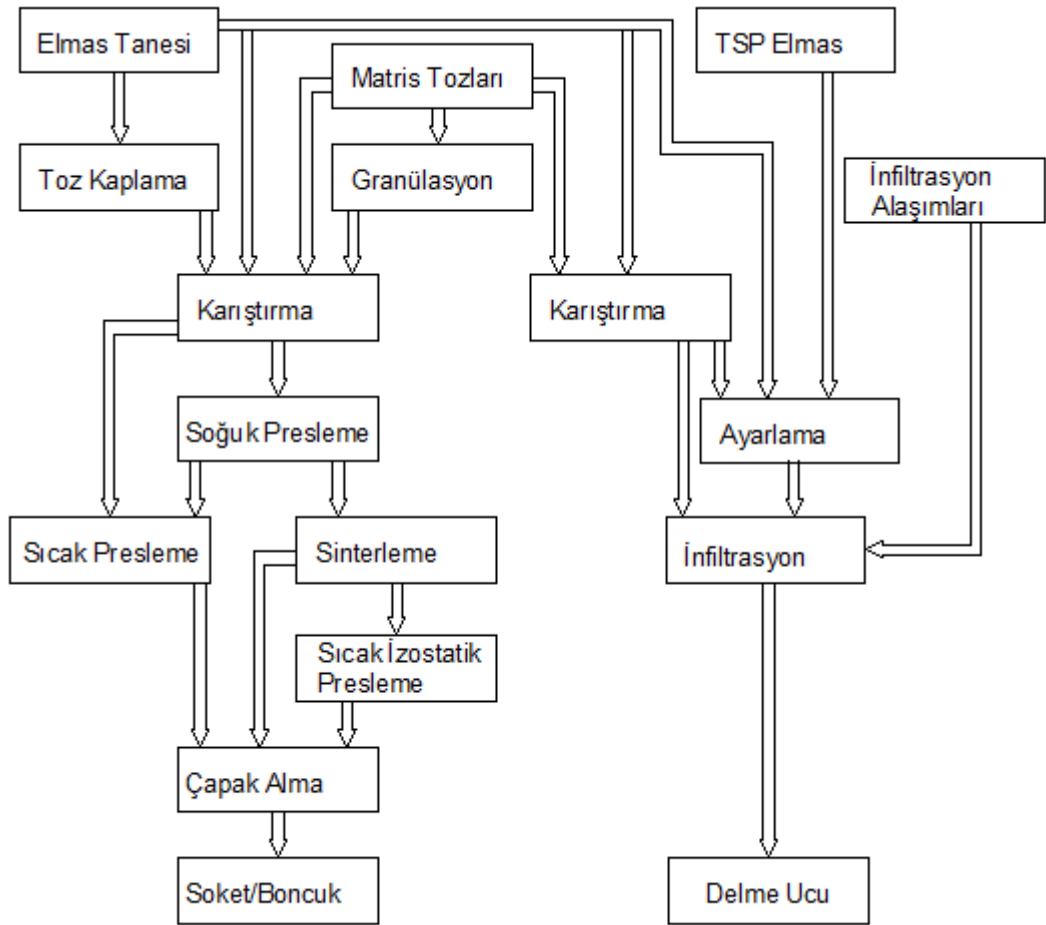 Elmas Tanesi
TSP Elmas
Matris Tozları
Toz Kaplama
Granülasyon
İnfiltrasyon
Alaşımları
Karıştırma
Karıştırma
Soğuk Presleme
Ayarlama
Sıcak Presleme
Sinterleme
İnfiltrasyon
Sıcak İzostatik
Presleme
Çapak Alma
Soket/Boncuk
Delme Ucu